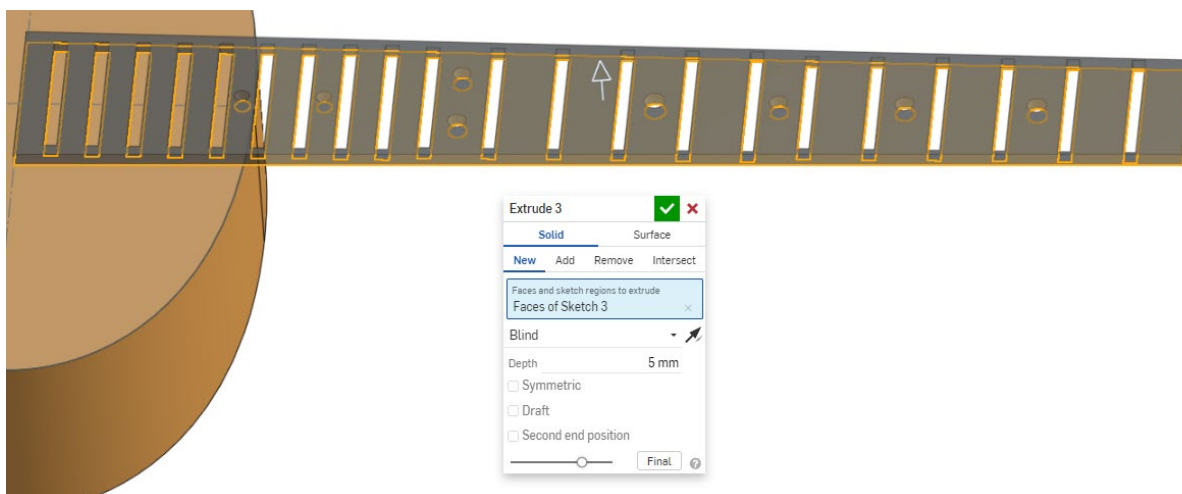 Extrude 3
Solid Surface
New Add Remove Intersect
Faces and sketch regions to extrude
Faces of Sketch 3
Blind
Depth 5 mm
Symmetric
Draft
Second end position
Final